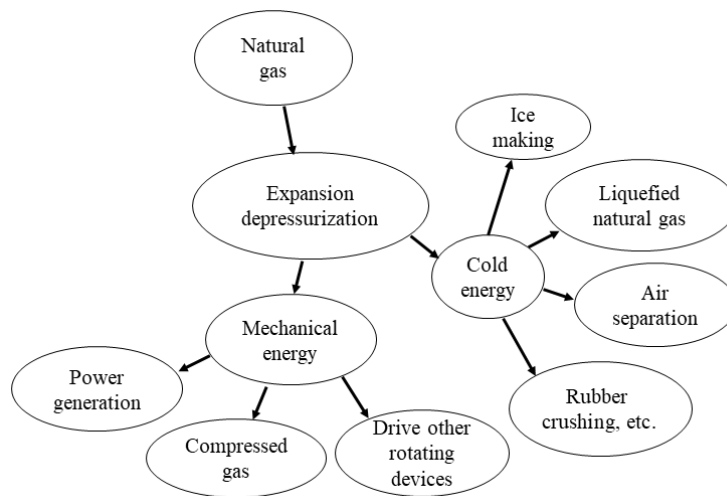 Natural
gas
Ice
making
Expansion
depressurization
Liquefied
natural gas
Cold
energy
Air
separation
Mechanical
energy
Power
generation
Rubber
crushing, etc.
Compressed
gas
Drive other
rotating
devices